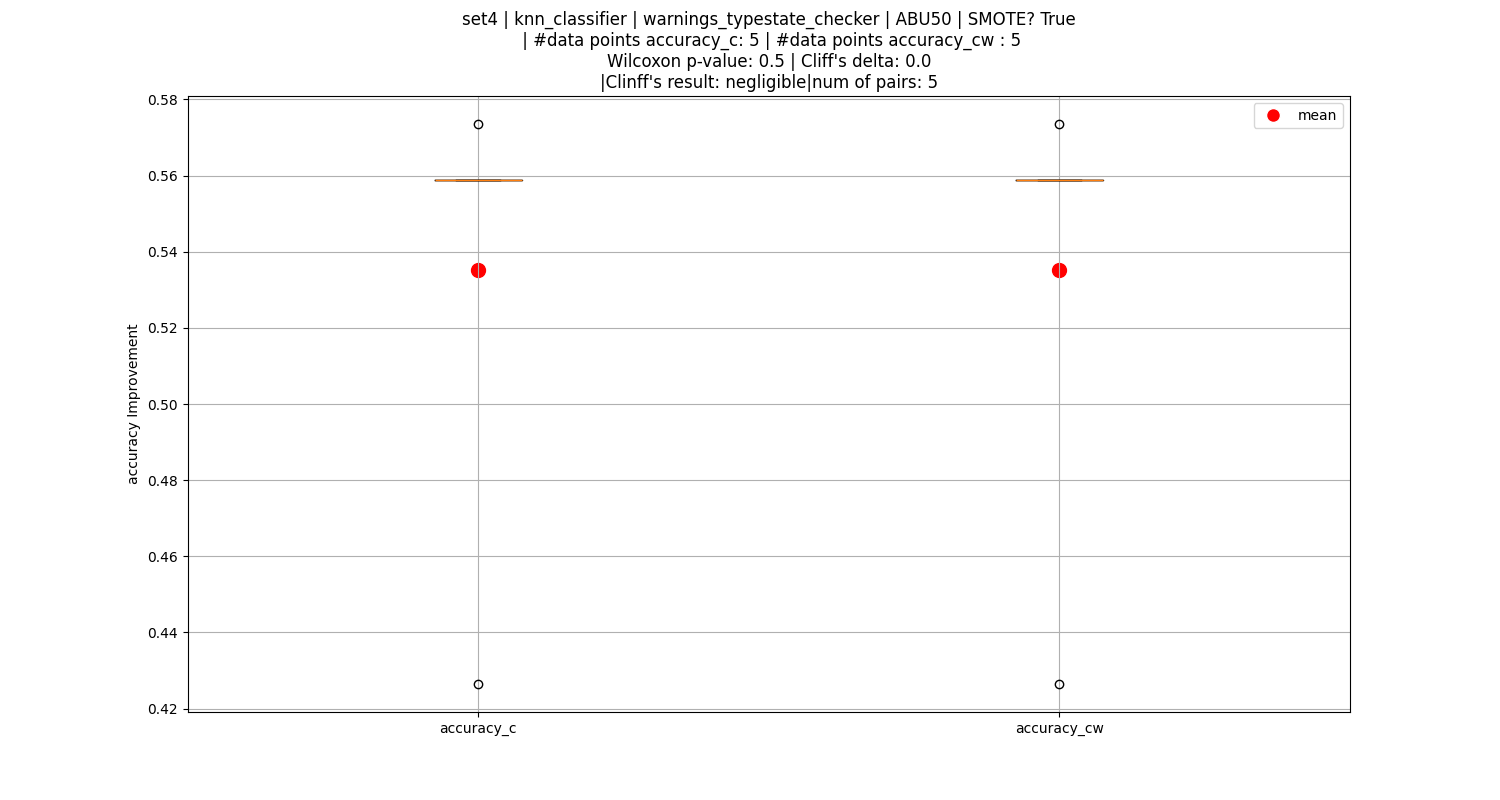 set4 | knn_classifier | warnings_typestate_checker | ABU50 | SMOTE? True
| #data points accuracy_c: 5 | #data points accuracy_cw : 5
Wilcoxon p-value: 0.5 | Cliff's delta: 0.0
|Clinff's result: negligible|num of pairs: 5
mean
accuracy Improvement
0.58
0.56
0.54
0.52
0.50
0.48
0.46
0.44
0.42
accuracy_c
accuracy_cw